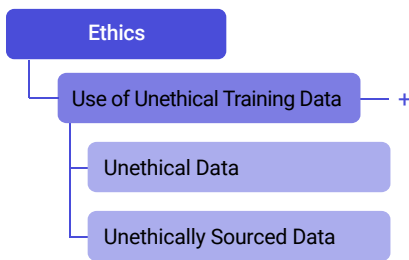 Ethics
Use of Unethical Training Data +
Unethical Data
Unethically Sourced Data